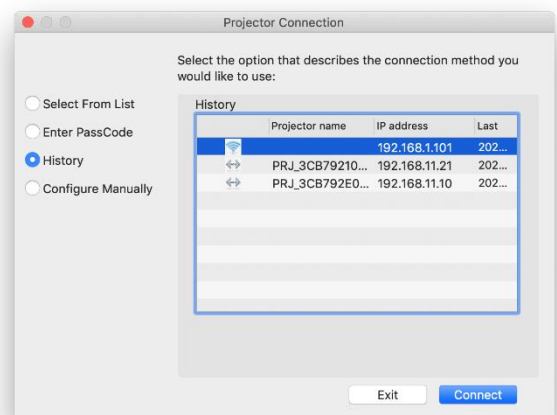 Projector Connection
Select the option that describes the connection method you
would like to use:
Select From List
Enter PassCode
History
Configure Manually
History
Projector name IP address Last
192.168.1.101 202...
PRJ_3CB79210... 192.168.11.21 202...
PRJ_3CB792E0... 192.168.11.10 202...
Exit Connect